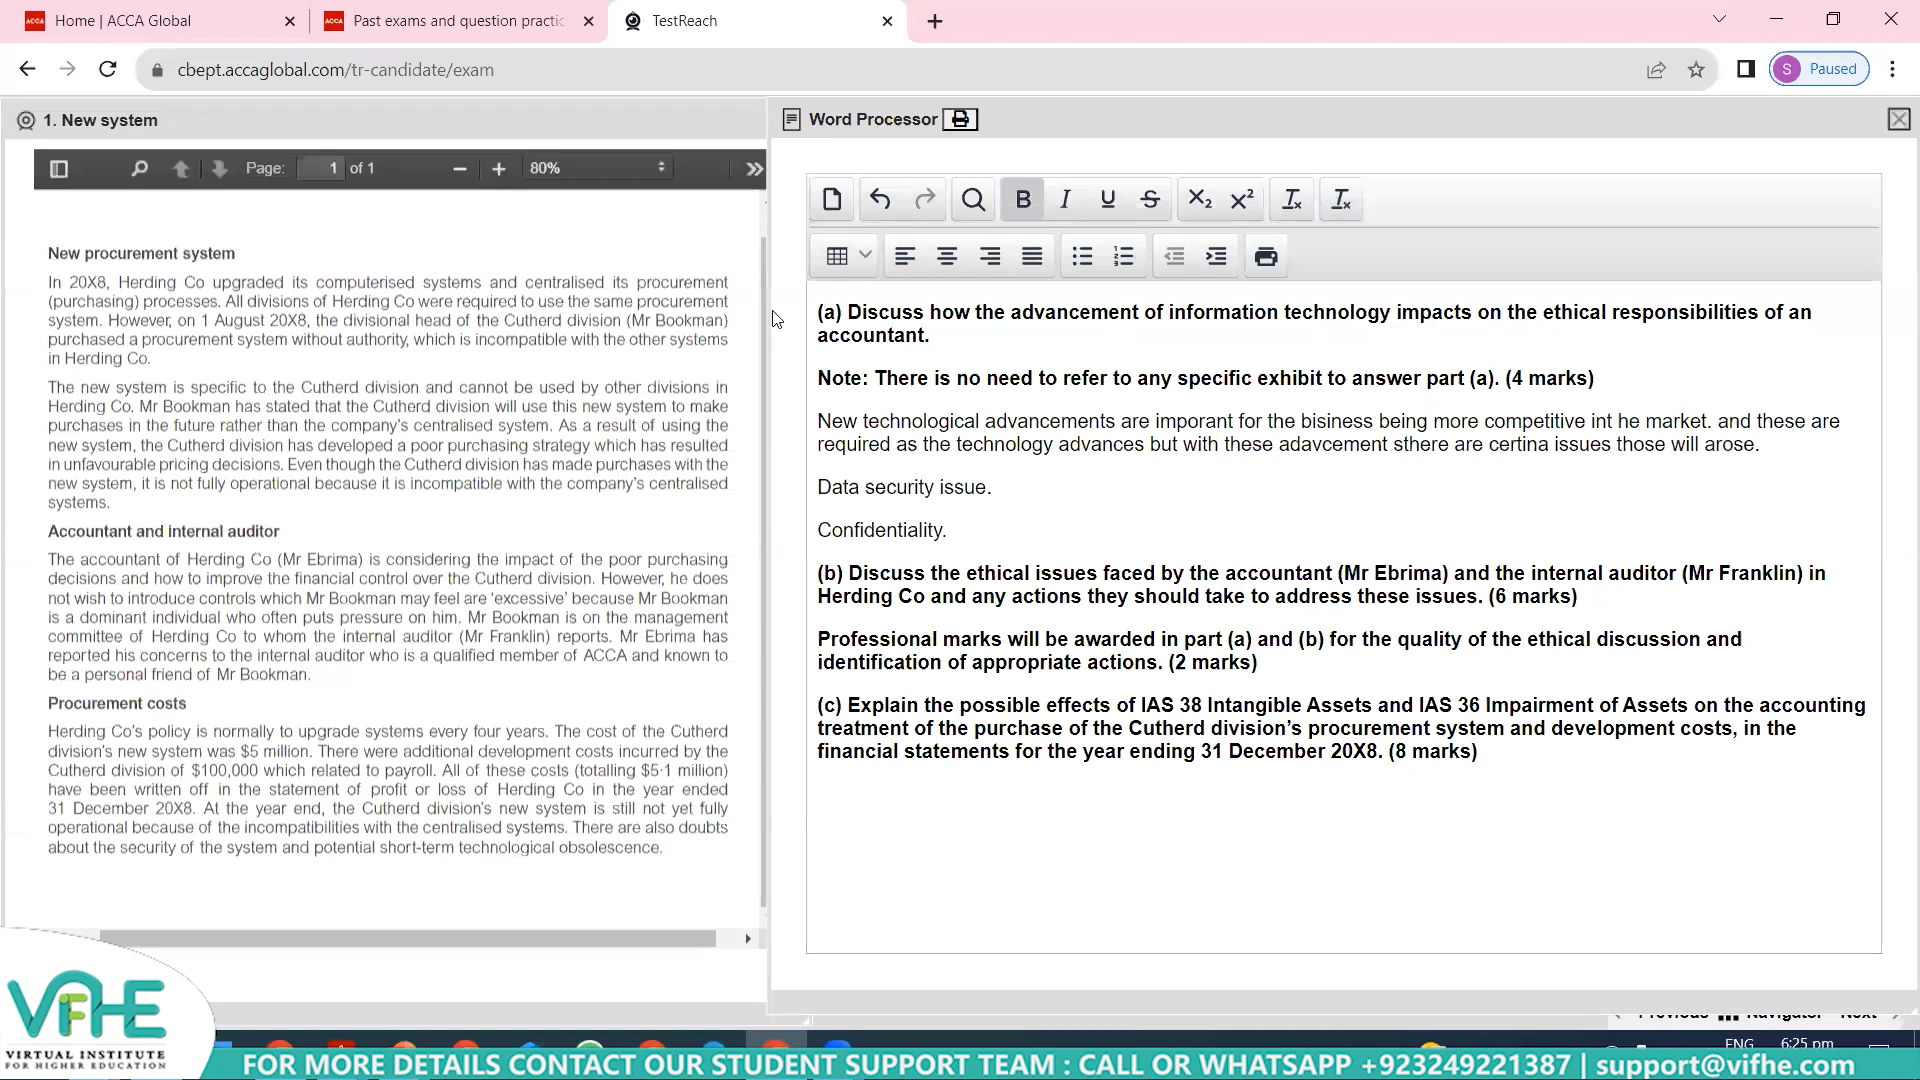 Home | ACCA Global
Past exams and question practic
TestReach
cbept.accaglobal.com/tr-candidate/exam
S Paused
1. New system
Page: 1 of 1
80%
New procurement system
In 20X8, Herding Co upgraded its computerised systems and centralised its procurement
(purchasing) processes. All divisions of Herding Co were required to use the same procurement
system. However, on 1 August 20X8, the divisional head of the Cutherd division (Mr Bookman)
purchased a procurement system without authority, which is incompatible with the other systems
in Herding Co.
The new system is specific to the Cutherd division and cannot be used by other divisions in
Herding Co. Mr Bookman has stated that the Cutherd division will use this new system to make
purchases in the future rather than the company's centralised system. As a result of using the
new system, the Cutherd division has developed a poor purchasing strategy which has resulted
in unfavourable pricing decisions. Even though the Cutherd division has made purchases with the
new system, it is not fully operational because it is incompatible with the company's centralised
systems.
Accountant and internal auditor
The accountant of Herding Co (Mr Ebrima) is considering the impact of the poor purchasing
decisions and how to improve the financial control over the Cutherd division. However, he does
not wish to introduce controls which Mr Bookman may feel are 'excessive' because Mr Bookman
is a dominant individual who often puts pressure on him. Mr Bookman is on the management
committee of Herding Co to whom the internal auditor (Mr Franklin) reports. Mr Ebrima has
reported his concerns to the internal auditor who is a qualified member of ACCA and known to
be a personal friend of Mr Bookman.
Procurement costs
Herding Co's policy is normally to upgrade systems every four years. The cost of the Cutherd
division's new system was $5 million. There were additional development costs incurred by the
Cutherd division of $100,000 which related to payroll. All of these costs (totalling $5·1 million)
have been written off in the statement of profit or loss of Herding Co in the year ended
31 December 20X8. At the year end, the Cutherd division's new system is still not yet fully
operational because of the incompatibilities with the centralised systems. There are also doubts
about the security of the system and potential short-term technological obsolescence.
Word Processor
(a) Discuss how the advancement of information technology impacts on the ethical responsibilities of an
accountant.
Note: There is no need to refer to any specific exhibit to answer part (a). (4 marks)
New technological advancements are imporant for the bisiness being more competitive int he market. and these are
required as the technology advances but with these adavcement sthere are certina issues those will arose.
Data security issue.
Confidentiality.
(b) Discuss the ethical issues faced by the accountant (Mr Ebrima) and the internal auditor (Mr Franklin) in
Herding Co and any actions they should take to address these issues. (6 marks)
Professional marks will be awarded in part (a) and (b) for the quality of the ethical discussion and
identification of appropriate actions. (2 marks)
(c) Explain the possible effects of IAS 38 Intangible Assets and IAS 36 Impairment of Assets on the accounting
treatment of the purchase of the Cutherd division's procurement system and development costs, in the
financial statements for the year ending 31 December 20X8. (8 marks)
Previous Navigator Next
ENG 6:25 pm
VIFHE
VIRTUAL INSTITUTE
FOR HIGHER EDUCATION
FOR MORE DETAILS CONTACT OUR STUDENT SUPPORT TEAM : CALL OR WHATSAPP +923249221387 | support@vifhe.com